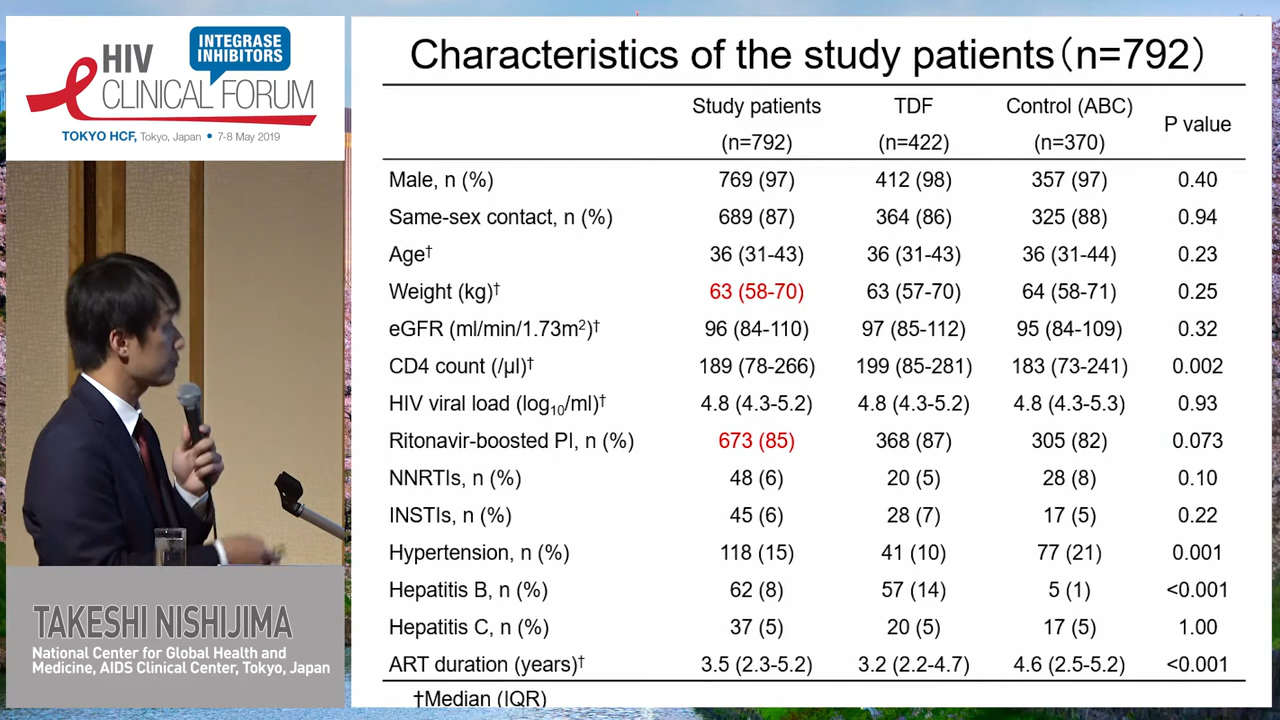 HIV
CLINICAL FORUM
INTEGRASE
INHIBITORS
TOKYO HCF, Tokyo, Japan • 7-8 May 2019
TAKESHI NISHIJIMA
National Center for Global Health and
Medicine, AIDS Clinical Center, Tokyo, Japan
Characteristics of the study patients（n=792）
Study patients TDF Control (ABC) P value
(n=792) (n=422) (n=370)
Male, n (%) 769 (97) 412 (98) 357 (97) 0.40
Same-sex contact, n (%) 689 (87) 364 (86) 325 (88) 0.94
Age† 36 (31-43) 36 (31-43) 36 (31-44) 0.23
Weight (kg)† 63 (58-70) 63 (57-70) 64 (58-71) 0.25
eGFR (ml/min/1.73m²)† 96 (84-110) 97 (85-112) 95 (84-109) 0.32
CD4 count (/μl)† 189 (78-266) 199 (85-281) 183 (73-241) 0.002
HIV viral load (log₁₀/ml)† 4.8 (4.3-5.2) 4.8 (4.3-5.2) 4.8 (4.3-5.3) 0.93
Ritonavir-boosted PI, n (%) 673 (85) 368 (87) 305 (82) 0.073
NNRTIs, n (%) 48 (6) 20 (5) 28 (8) 0.10
INSTIs, n (%) 45 (6) 28 (7) 17 (5) 0.22
Hypertension, n (%) 118 (15) 41 (10) 77 (21) 0.001
Hepatitis B, n (%) 62 (8) 57 (14) 5 (1) <0.001
Hepatitis C, n (%) 37 (5) 20 (5) 17 (5) 1.00
ART duration (years)† 3.5 (2.3-5.2) 3.2 (2.2-4.7) 4.6 (2.5-5.2) <0.001
†Median (IQR)